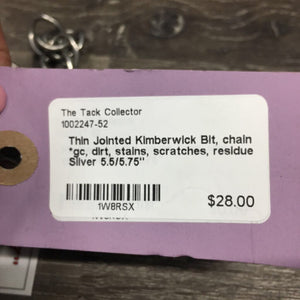 The Tack Collector
1002247-52
Thin Jointed Kimberwick Bit, chain
*gc, dirt, stains, scratches, residue
Silver 5.5/5.75"
1W8RSX
$28.00